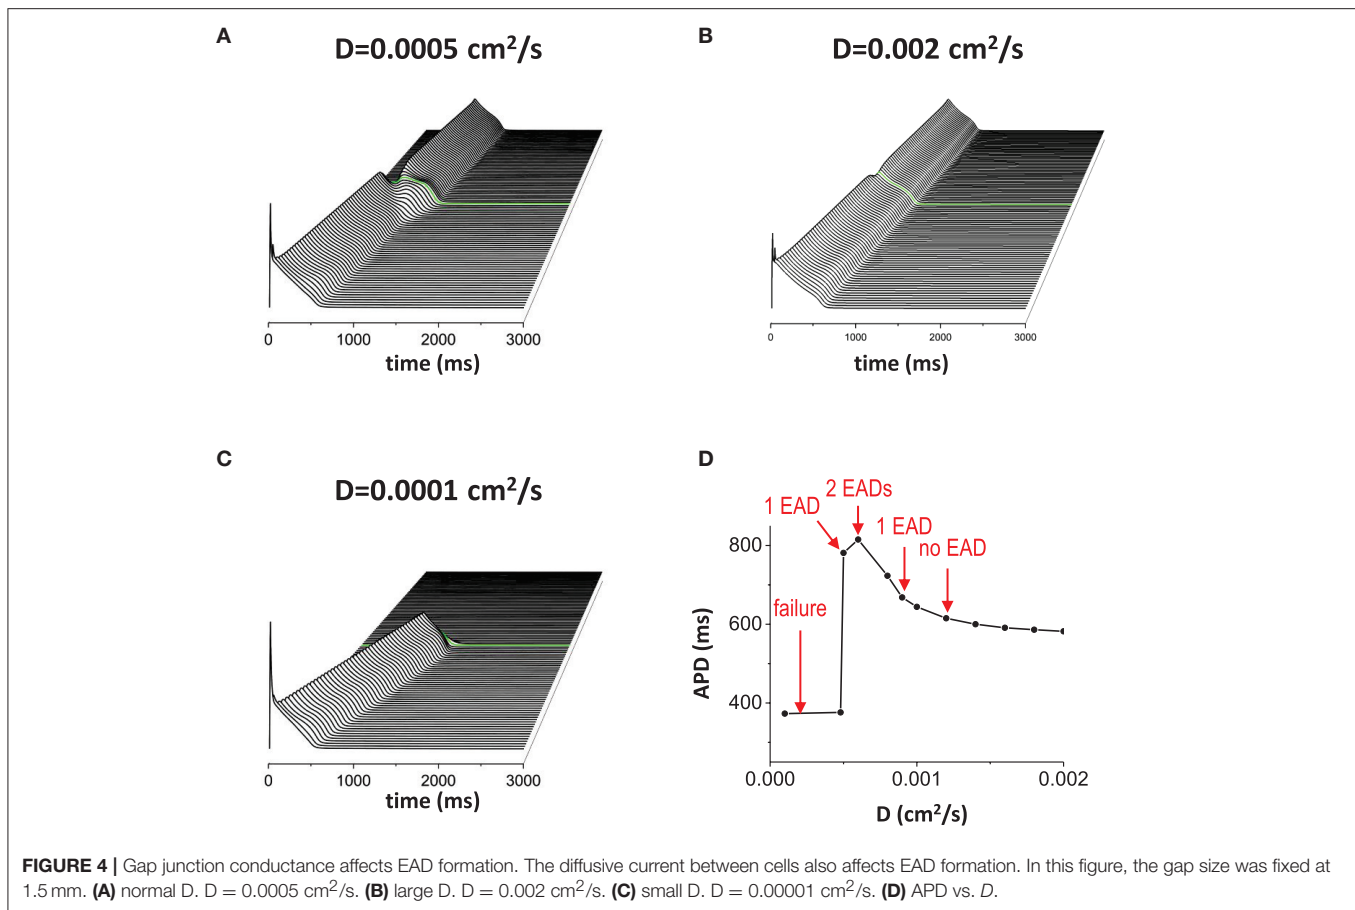 A
D=0.0005 cm²/s
0 1000 2000 3000
time (ms)
B
D=0.002 cm²/s
0 1000 2000 3000
time (ms)
C
D=0.0001 cm²/s
0 1000 2000 3000
time (ms)
D
2 EADs
1 EAD
1 EAD
no EAD
failure
800
600
400
APD (ms)
0.000 0.001 0.002
D (cm²/s)
FIGURE 4 | Gap junction conductance affects EAD formation. The diffusive current between cells also affects EAD formation. In this figure, the gap size was fixed at
1.5 mm. (A) normal D. D = 0.0005 cm²/s. (B) large D. D = 0.002 cm²/s. (C) small D. D = 0.00001 cm²/s. (D) APD vs. D.